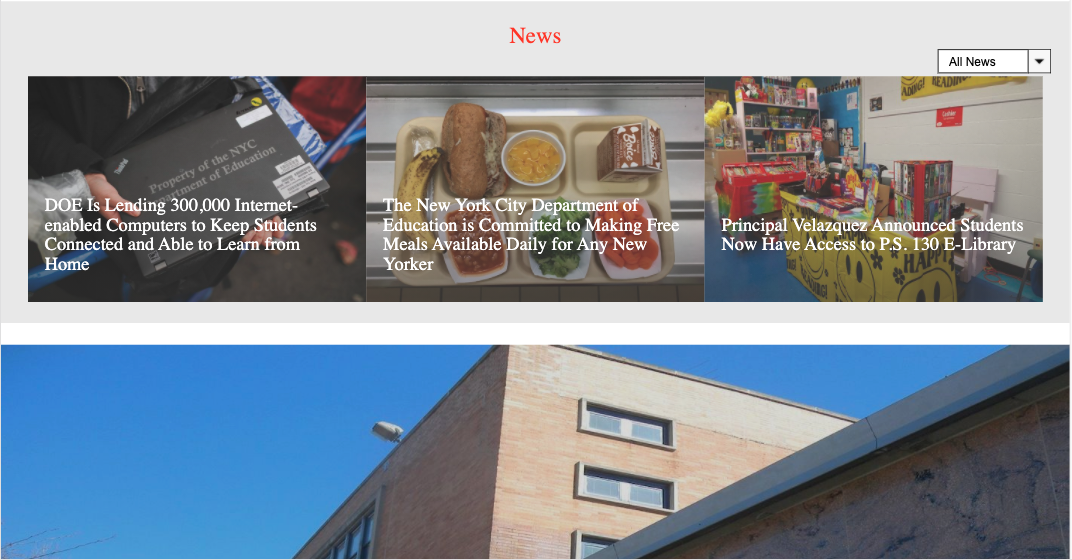 News
All News
Property of the NYC
Department of Education
DOE Is Lending 300,000 Internet-
enabled Computers to Keep Students
Connected and Able to Learn from
Home
Boice
The New York City Department of
Education is Committed to Making Free
Meals Available Daily for Any New
Yorker
READING
Principal Velazquez Announced Students
Now Have Access to P.S. 130 E-Library
HAPPY